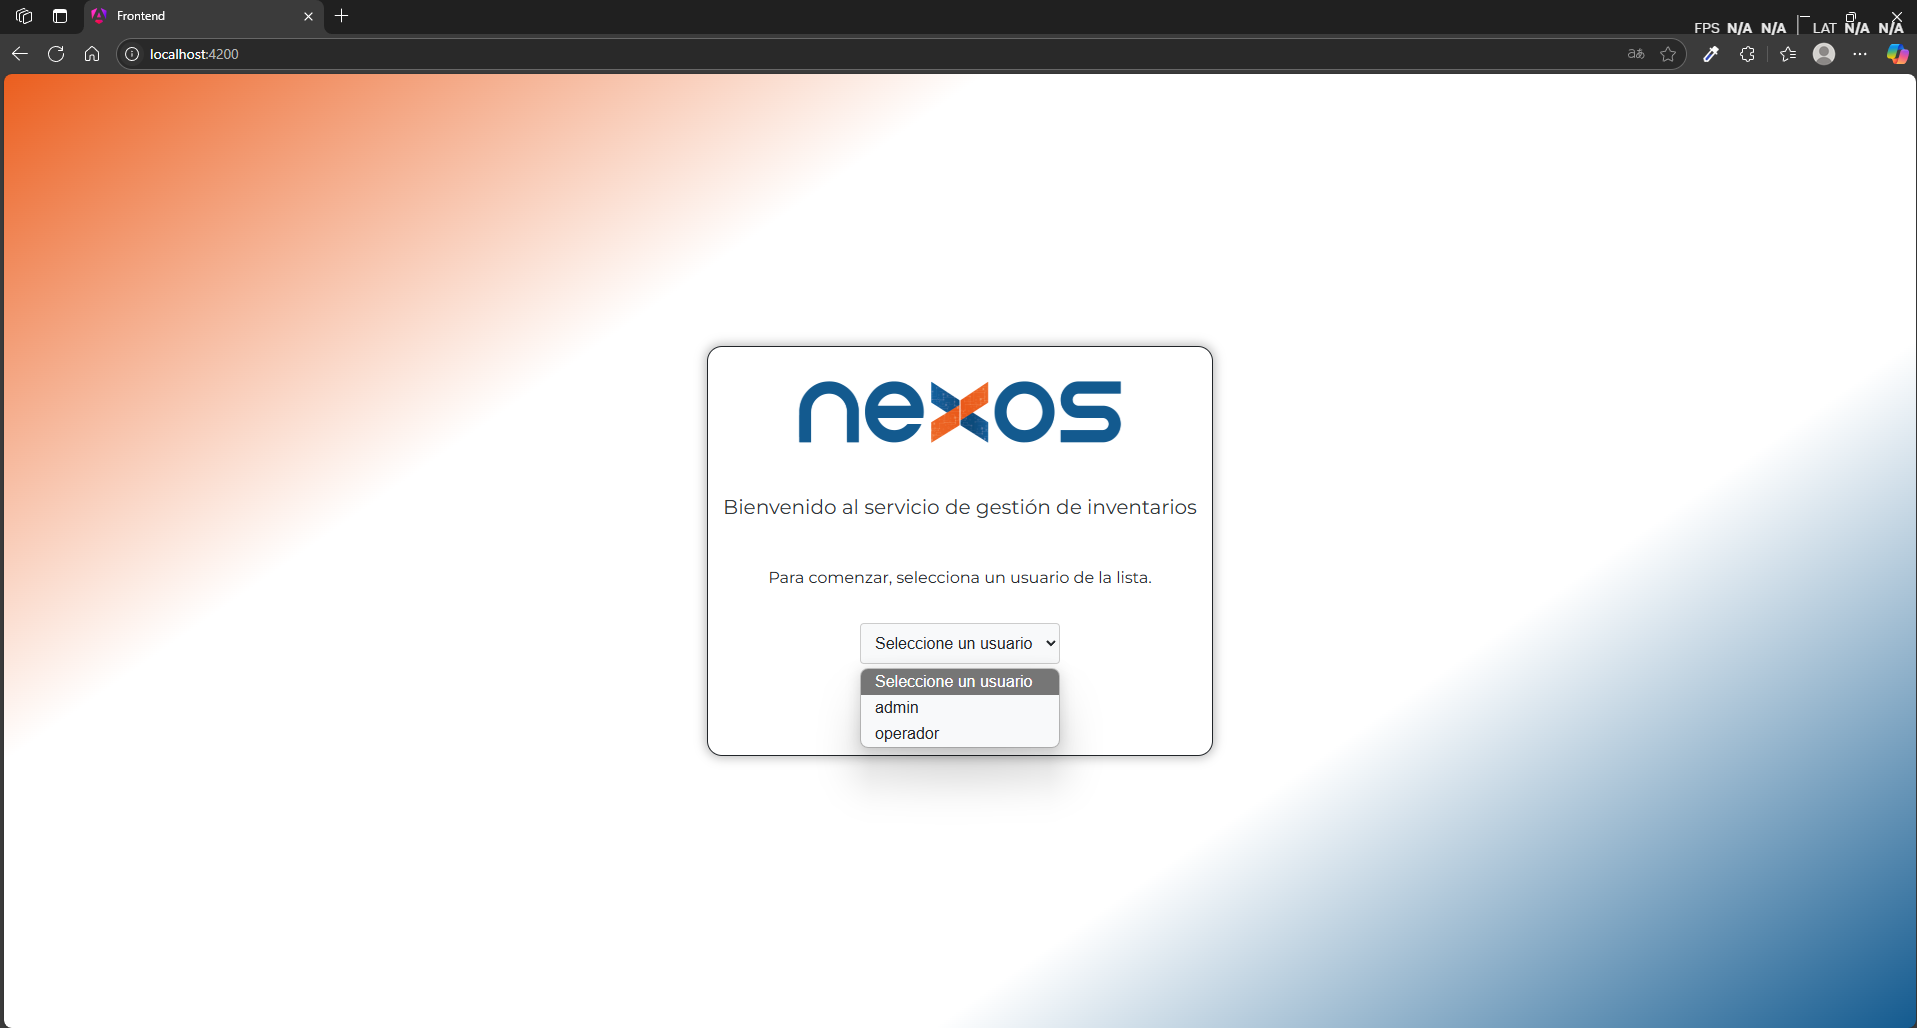 Frontend
FPS N/A N/A LAT N/A N/A
localhost:4200
nexos
Bienvenido al servicio de gestión de inventarios
Para comenzar, selecciona un usuario de la lista.
Seleccione un usuario
Seleccione un usuario
admin
operador